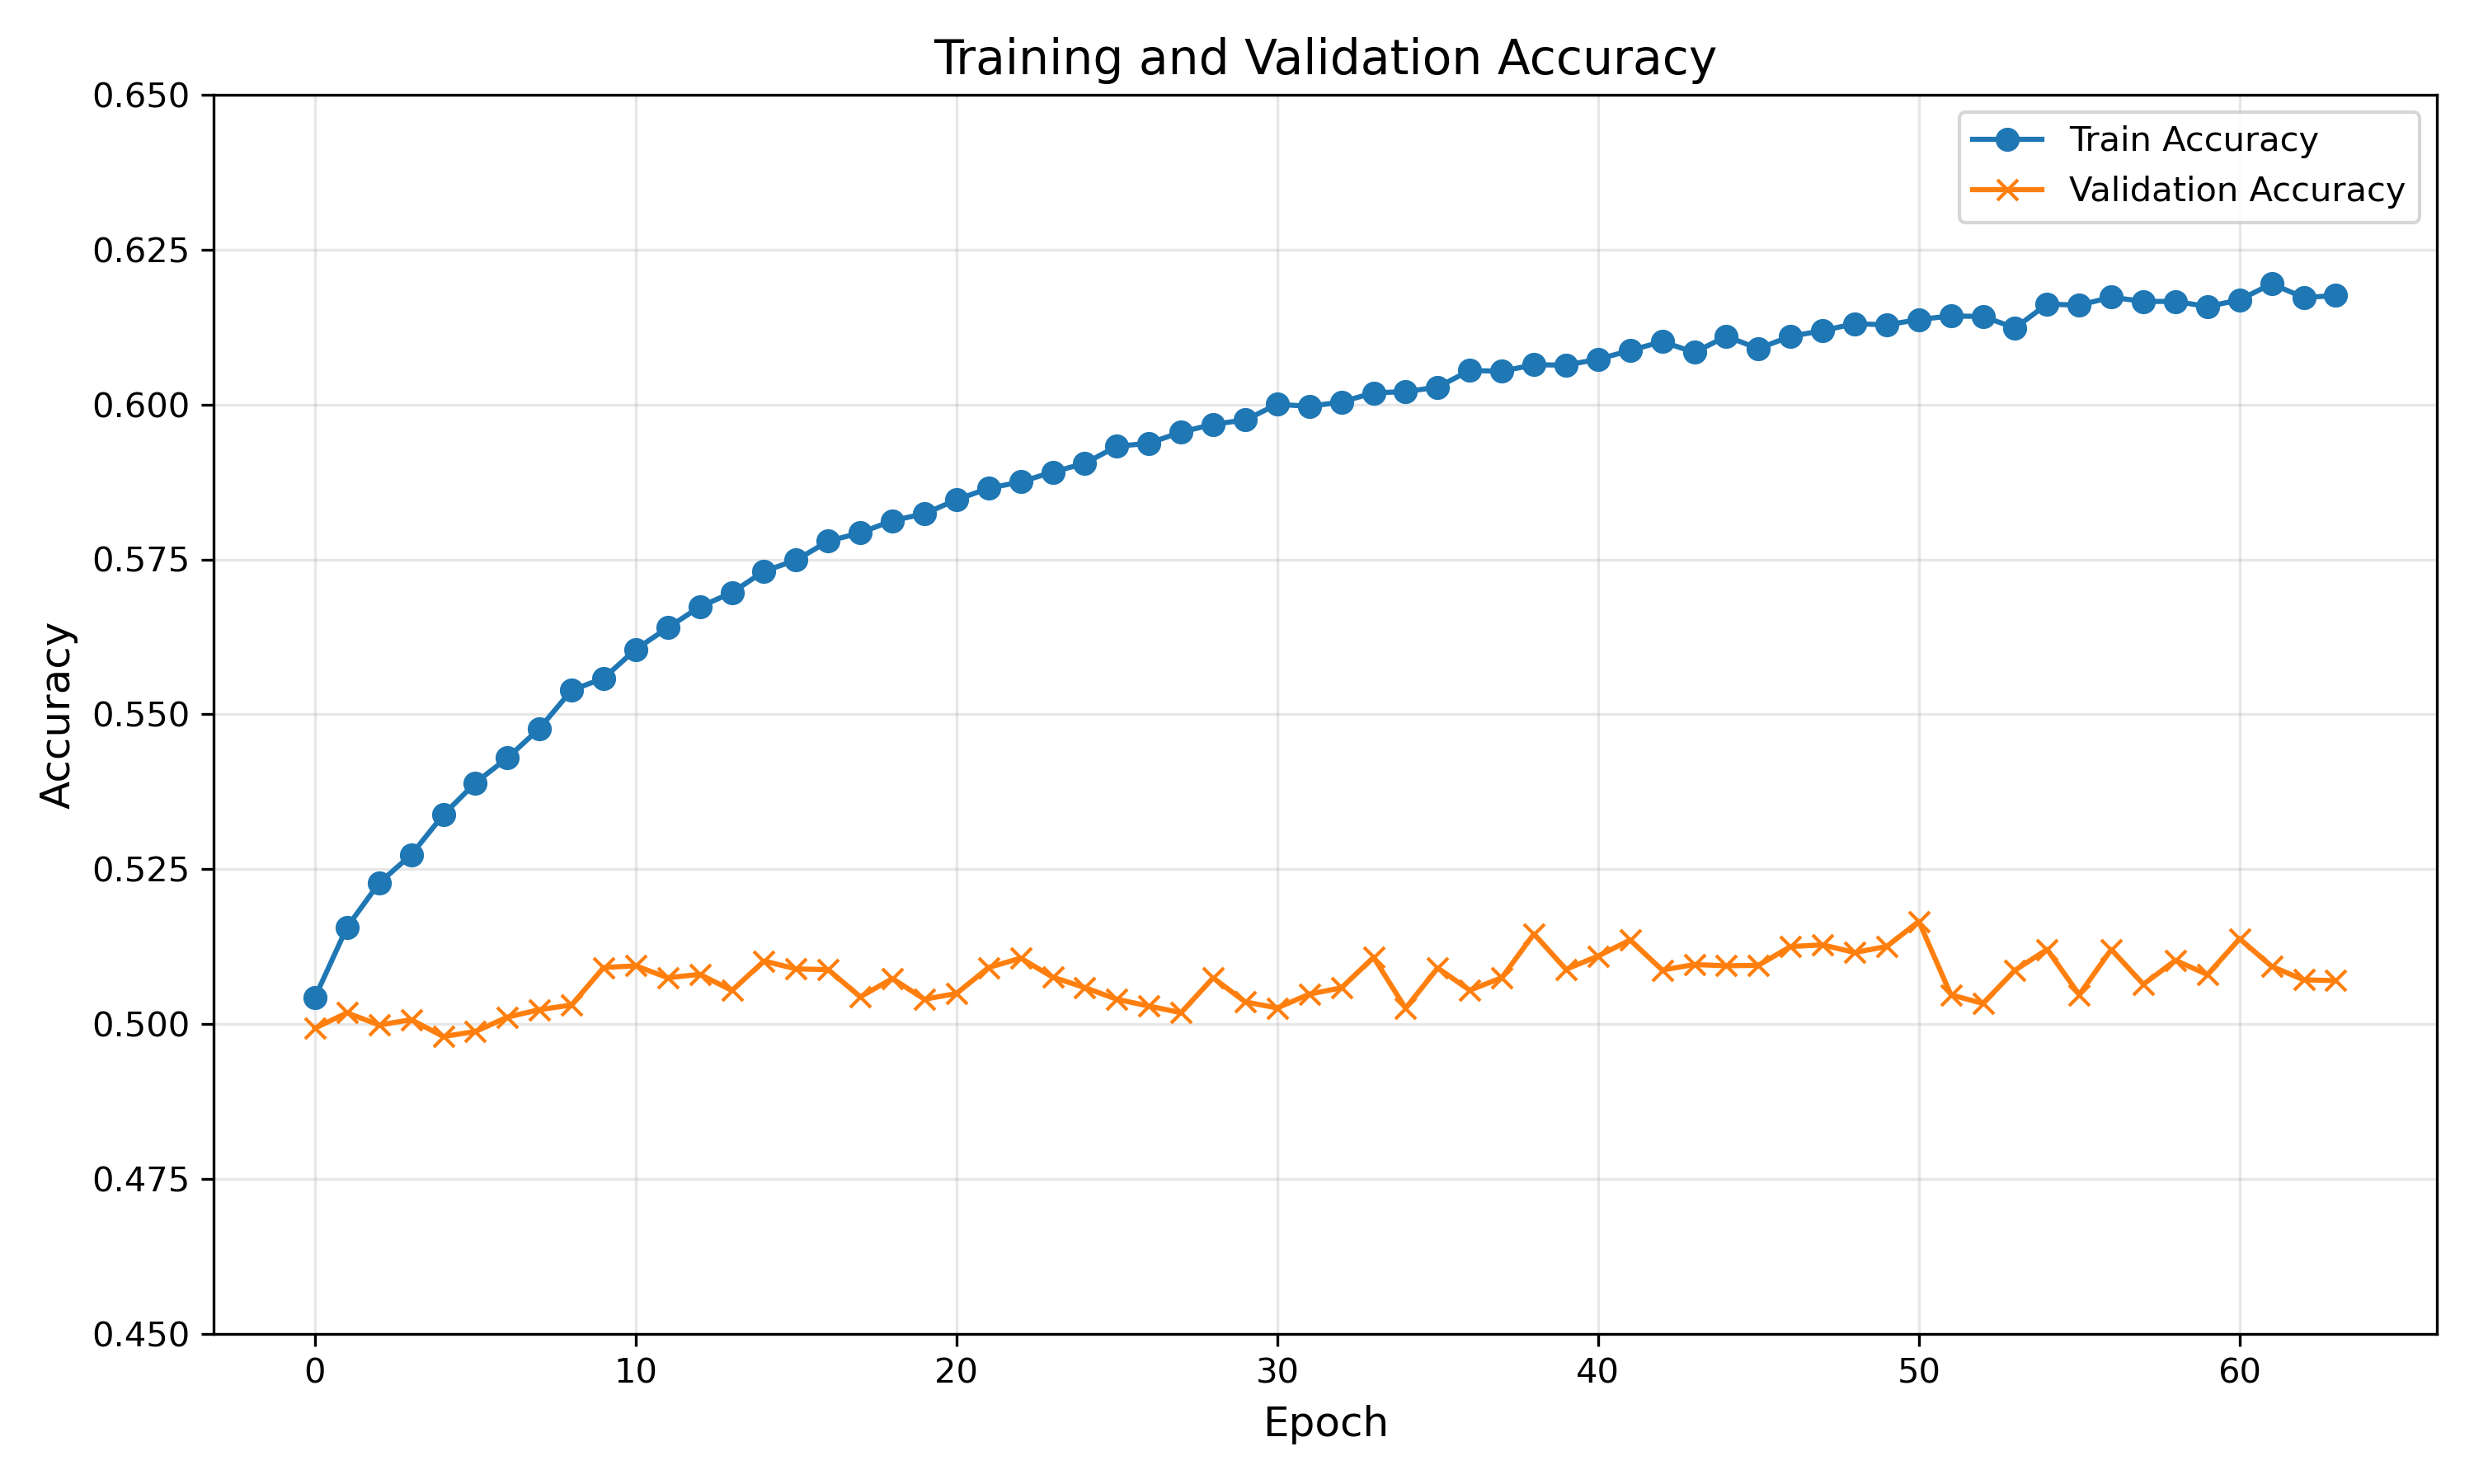 Training and Validation Accuracy
0.650
0.625
0.600
0.575
0.550
0.525
0.500
0.475
0.450
Accuracy
Train Accuracy
Validation Accuracy
0 10 20 30 40 50 60
Epoch